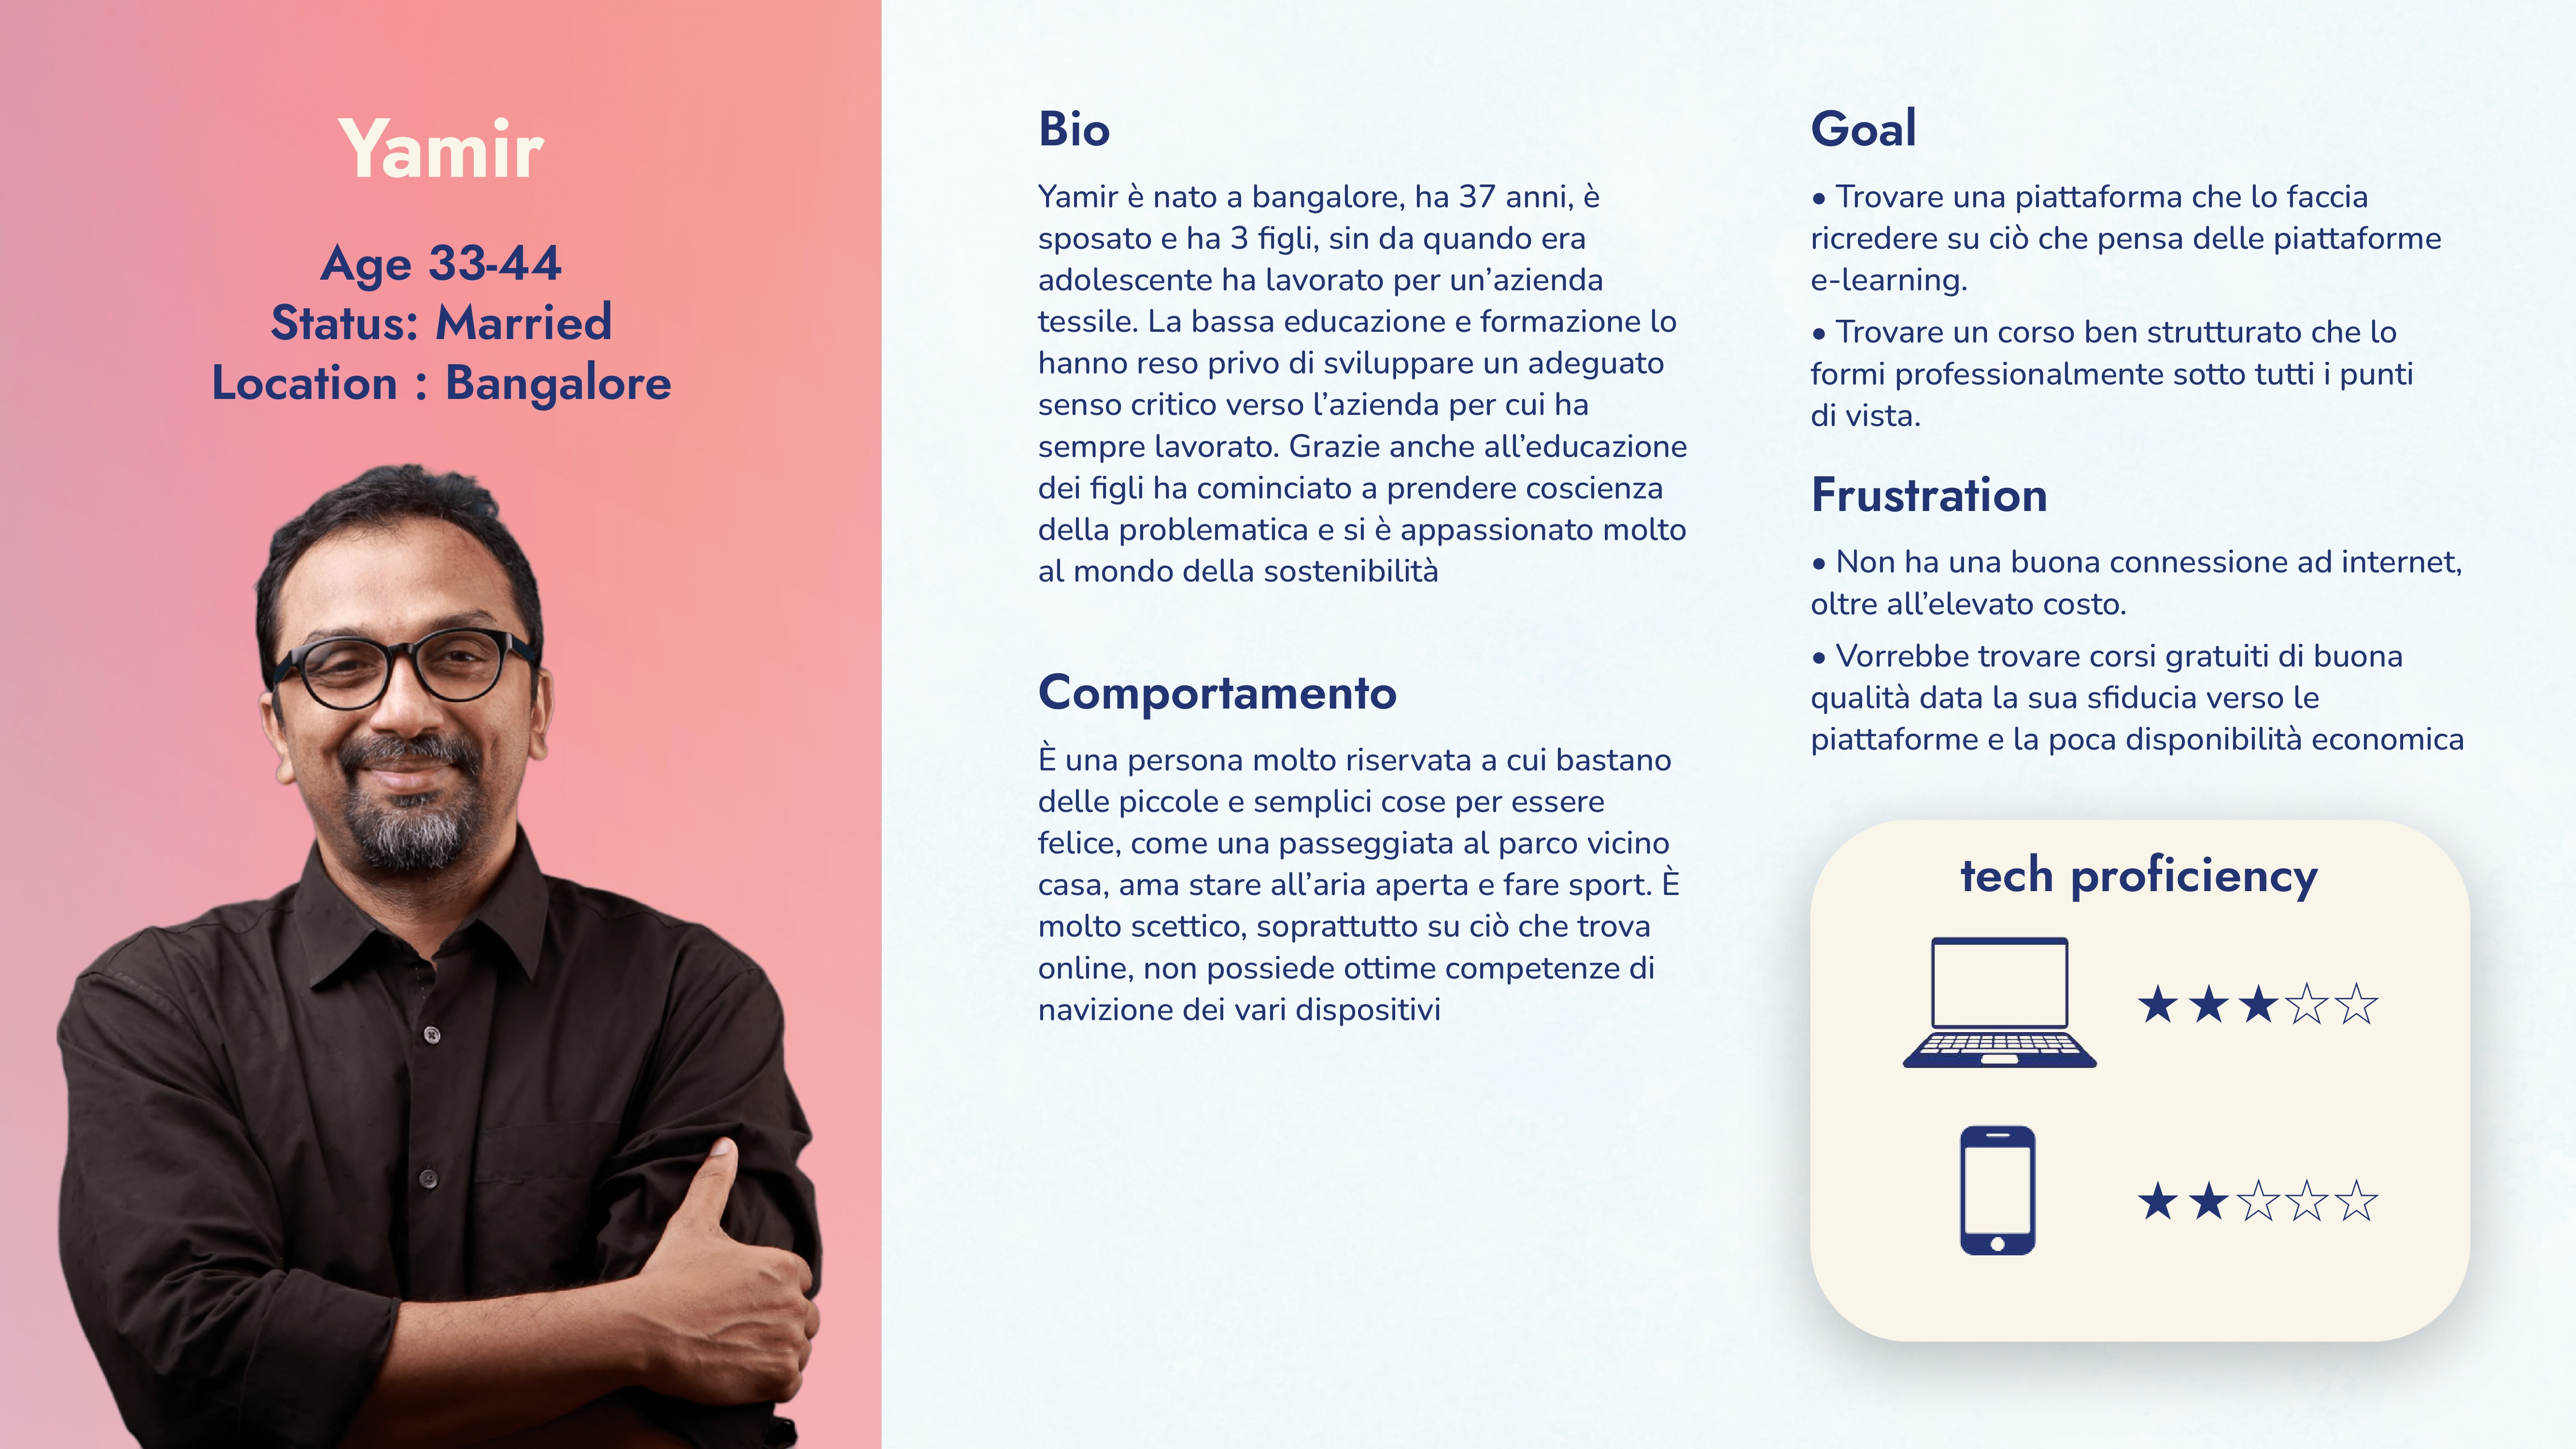 Yamir
Age 33-44
Status: Married
Location : Bangalore
Bio
Yamir è nato a bangalore, ha 37 anni, è
sposato e ha 3 figli, sin da quando era
adolescente ha lavorato per un’azienda
tessile. La bassa educazione e formazione lo
hanno reso privo di sviluppare un adeguato
senso critico verso l’azienda per cui ha
sempre lavorato. Grazie anche all’educazione
dei figli ha cominciato a prendere coscienza
della problematica e si è appassionato molto
al mondo della sostenibilità
Comportamento
È una persona molto riservata a cui bastano
delle piccole e semplici cose per essere
felice, come una passeggiata al parco vicino
casa, ama stare all’aria aperta e fare sport. È
molto scettico, soprattutto su ciò che trova
online, non possiede ottime competenze di
navizione dei vari dispositivi
Goal
• Trovare una piattaforma che lo faccia
ricredere su ciò che pensa delle piattaforme
e-learning.
• Trovare un corso ben strutturato che lo
formi professionalmente sotto tutti i punti
di vista.
Frustration
• Non ha una buona connessione ad internet,
oltre all’elevato costo.
• Vorrebbe trovare corsi gratuiti di buona
qualità data la sua sfiducia verso le
piattaforme e la poca disponibilità economica
tech proficiency